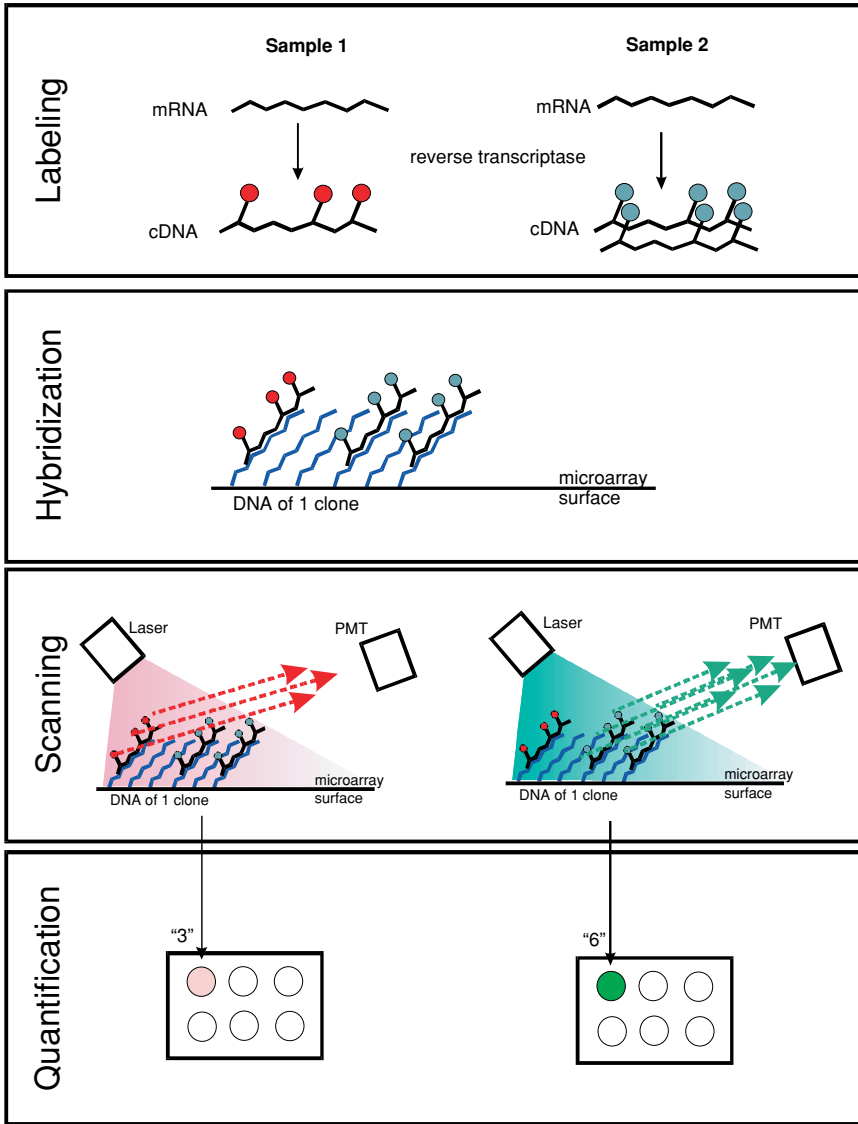 Labeling
Sample 1
Sample 2
mRNA
mRNA
reverse transcriptase
cDNA
cDNA
Hybridization
microarray
surface
DNA of 1 clone
Scanning
Laser
PMT
Laser
PMT
microarray
surface
DNA of 1 clone
microarray
surface
DNA of 1 clone
Quantification
“3”
“6”